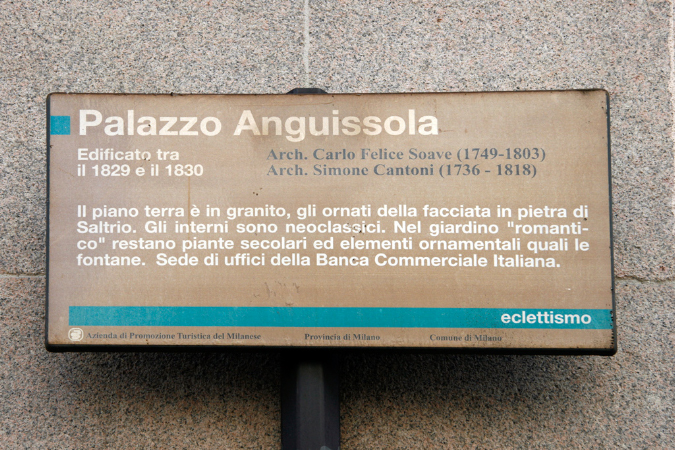 Palazzo Anguissola
Edificato tra
il 1829 e il 1830
Arch. Carlo Felice Soave (1749-1803)
Arch. Simone Cantoni (1736 - 1818)
Il piano terra è in granito, gli ornati della facciata in pietra di
Saltrio. Gli interni sono neoclassici. Nel giardino "romanti-
co" restano piante secolari ed elementi ornamentali quali le
fontane. Sede di uffici della Banca Commerciale Italiana.
eclettismo
Azienda di Promozione Turistica del Milanese
Provincia di Milano
Comune di Milano